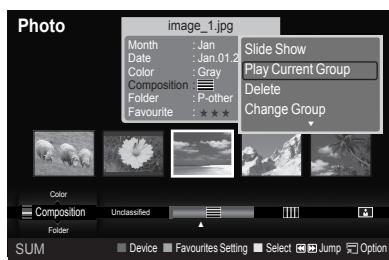 Photo
image_1.jpg
Month : Jan
Date : Jan.01.2
Color : Gray
Composition :
Folder : P-other
Favourite : ★ ★ ★
Slide Show
Play Current Group
Delete
Change Group
Color
Composition
Folder
Unclassified
SUM
Device Favourites Setting Select Jump Option